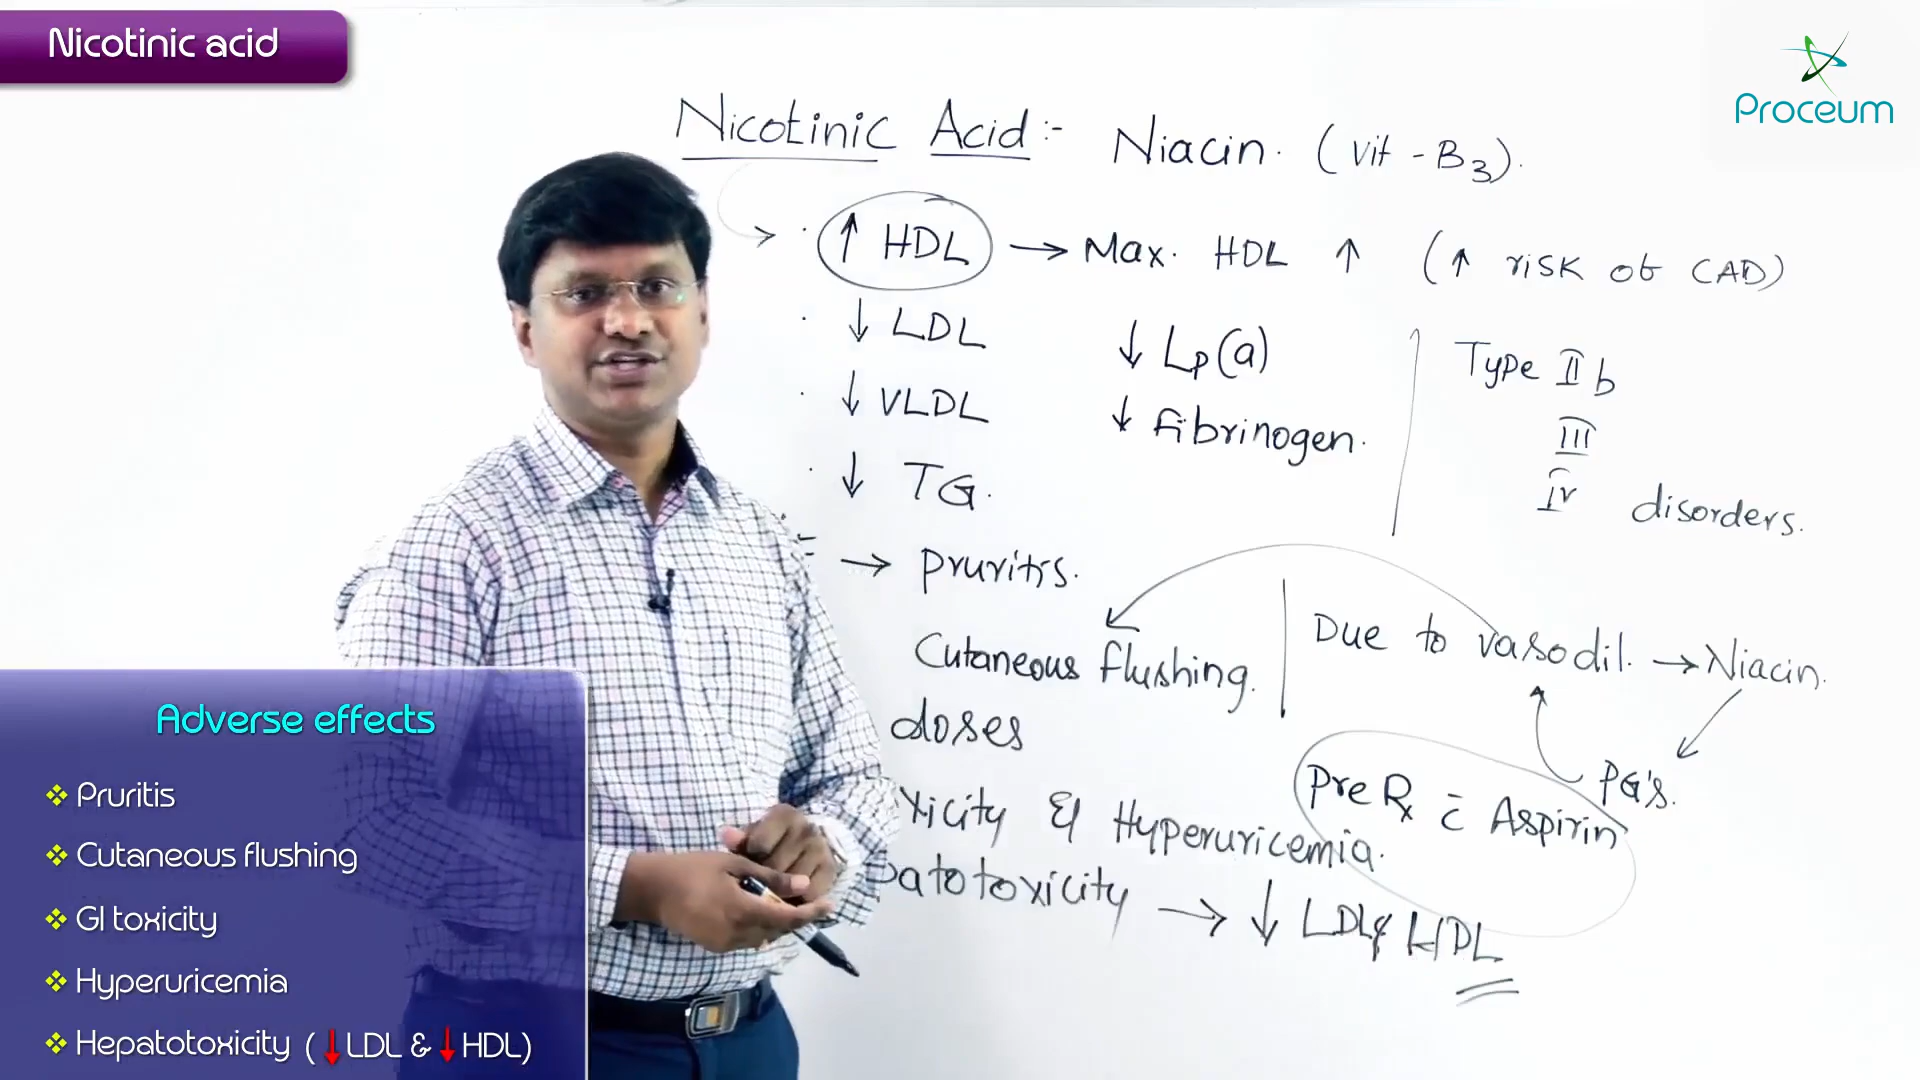 Nicotinic acid
Proceum
Nicotinic Acid :- Niacin. (vit - B3).
↑ HDL → Max. HDL ↑ (↑ risk of CAD)
↓ LDL
↓ VLDL
↓ TG.
↓ Lp(a)
↓ fibrinogen.
Type II b
III
IV disorders.
→ Pruritis.
Cutaneous flushing.
Due to vasodil. → Niacin.
PG's.
Pre Rx c̄ Aspirin
doses
xicity & Hyperuricemia.
patotoxicity → ↓ LDL & HDL
Adverse effects
❖ Pruritis
❖ Cutaneous flushing
❖ GI toxicity
❖ Hyperuricemia
❖ Hepatotoxicity (↓LDL & ↓HDL)